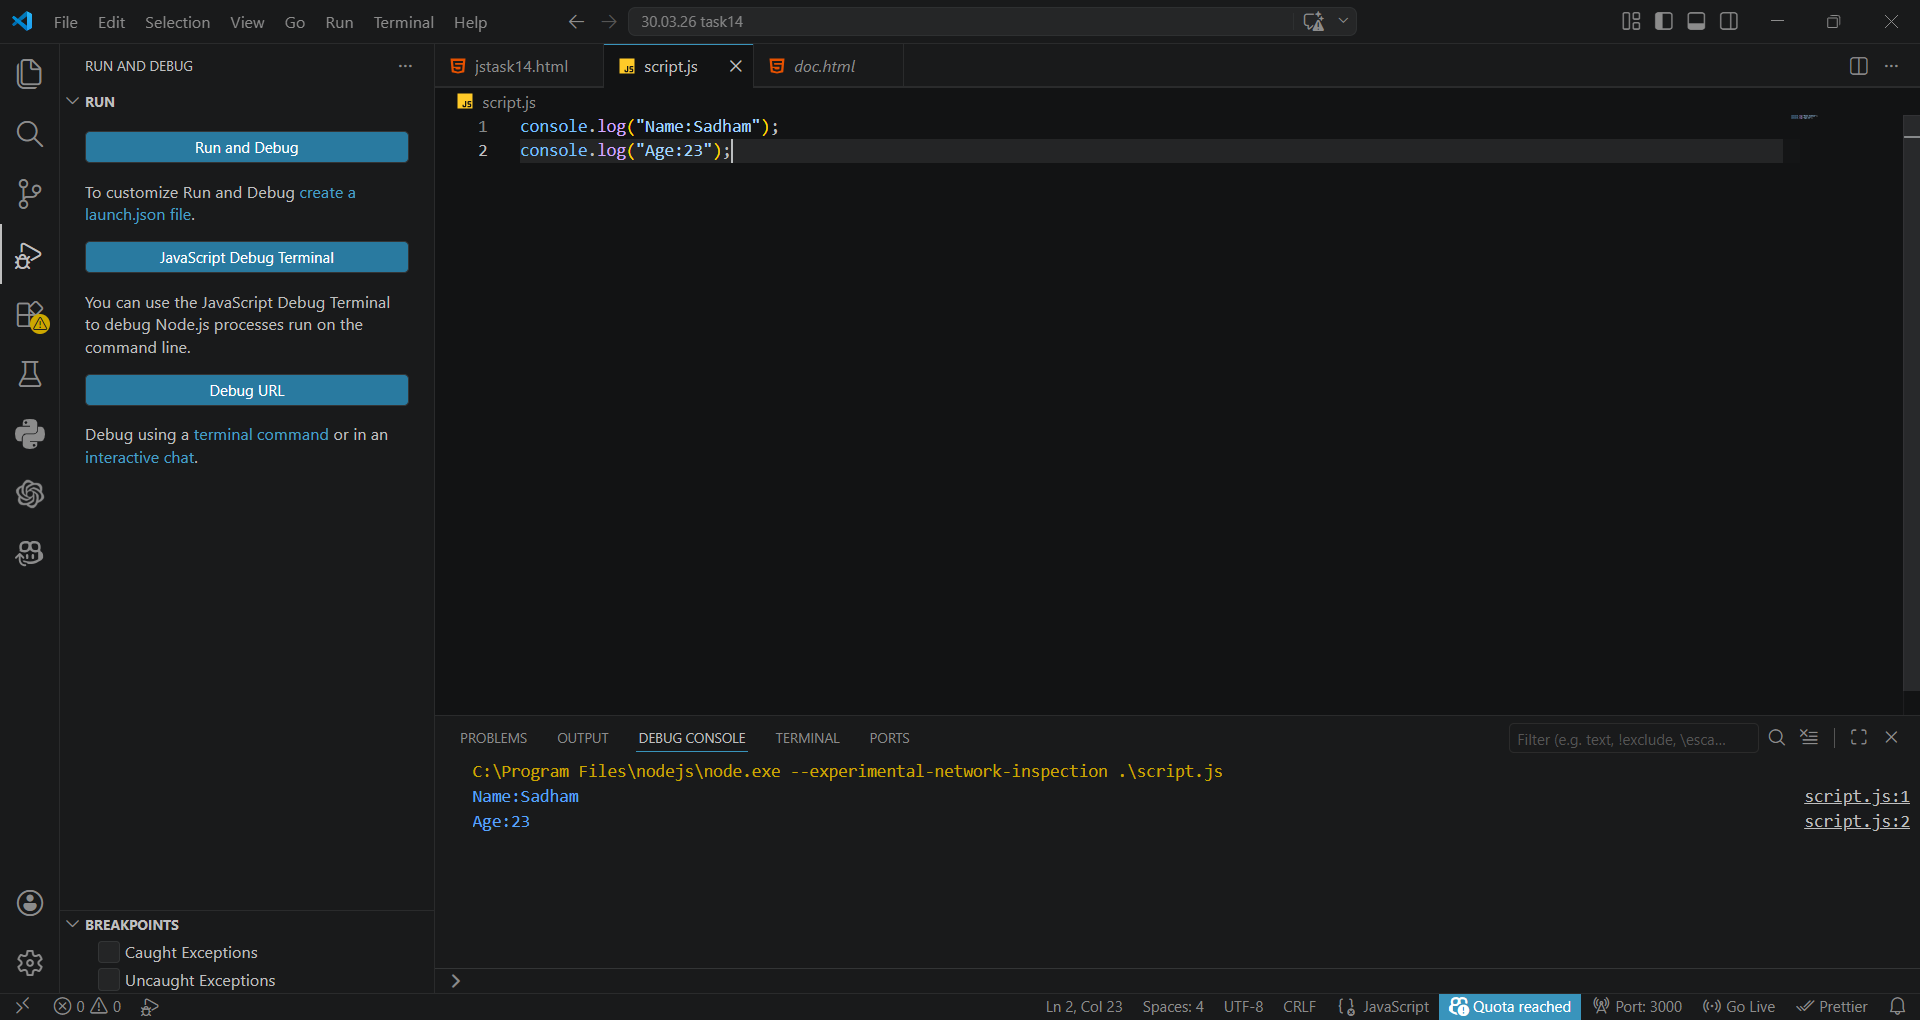 File Edit Selection View Go Run Terminal Help
30.03.26 task14
RUN AND DEBUG
RUN
Run and Debug
To customize Run and Debug create a
launch.json file.
JavaScript Debug Terminal
You can use the JavaScript Debug Terminal
to debug Node.js processes run on the
command line.
Debug URL
Debug using a terminal command or in an
interactive chat.
BREAKPOINTS
Caught Exceptions
Uncaught Exceptions
jstask14.html
script.js
doc.html
script.js
1 console.log("Name:Sadham");
2 console.log("Age:23");
PROBLEMS OUTPUT DEBUG CONSOLE TERMINAL PORTS
Filter (e.g. text, !exclude, \esca...
C:\Program Files\nodejs\node.exe --experimental-network-inspection .\script.js
Name:Sadham script.js:1
Age:23 script.js:2
0 0
Ln 2, Col 23 Spaces: 4 UTF-8 CRLF JavaScript Quota reached Port: 3000 Go Live Prettier